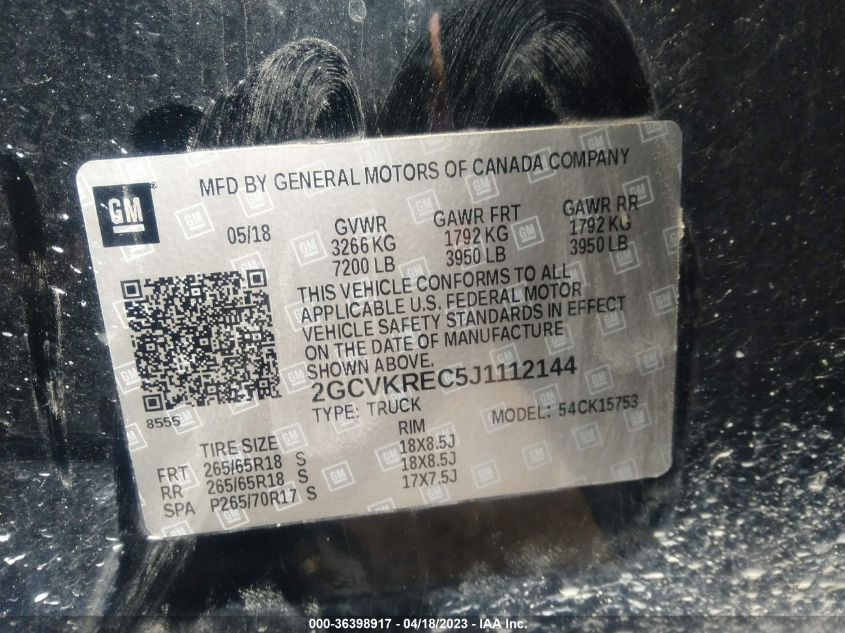 MFD BY GENERAL MOTORS OF CANADA COMPANY
GM
05/18 GVWR GAWR FRT GAWR RR
3266 KG 1792 KG 1792 KG
7200 LB 3950 LB 3950 LB
THIS VEHICLE CONFORMS TO ALL
APPLICABLE U.S. FEDERAL MOTOR
VEHICLE SAFETY STANDARDS IN EFFECT
ON THE DATE OF MANUFACTURE
SHOWN ABOVE.
2GCVKREC5J1112144
8555 TYPE: TRUCK MODEL: 54CK15753
TIRE SIZE RIM
FRT 265/65R18 S 18X8.5J
RR 265/65R18 S 18X8.5J
SPA P265/70R17 S 17X7.5J
000-36398917 - 04/18/2023 - IAA Inc.